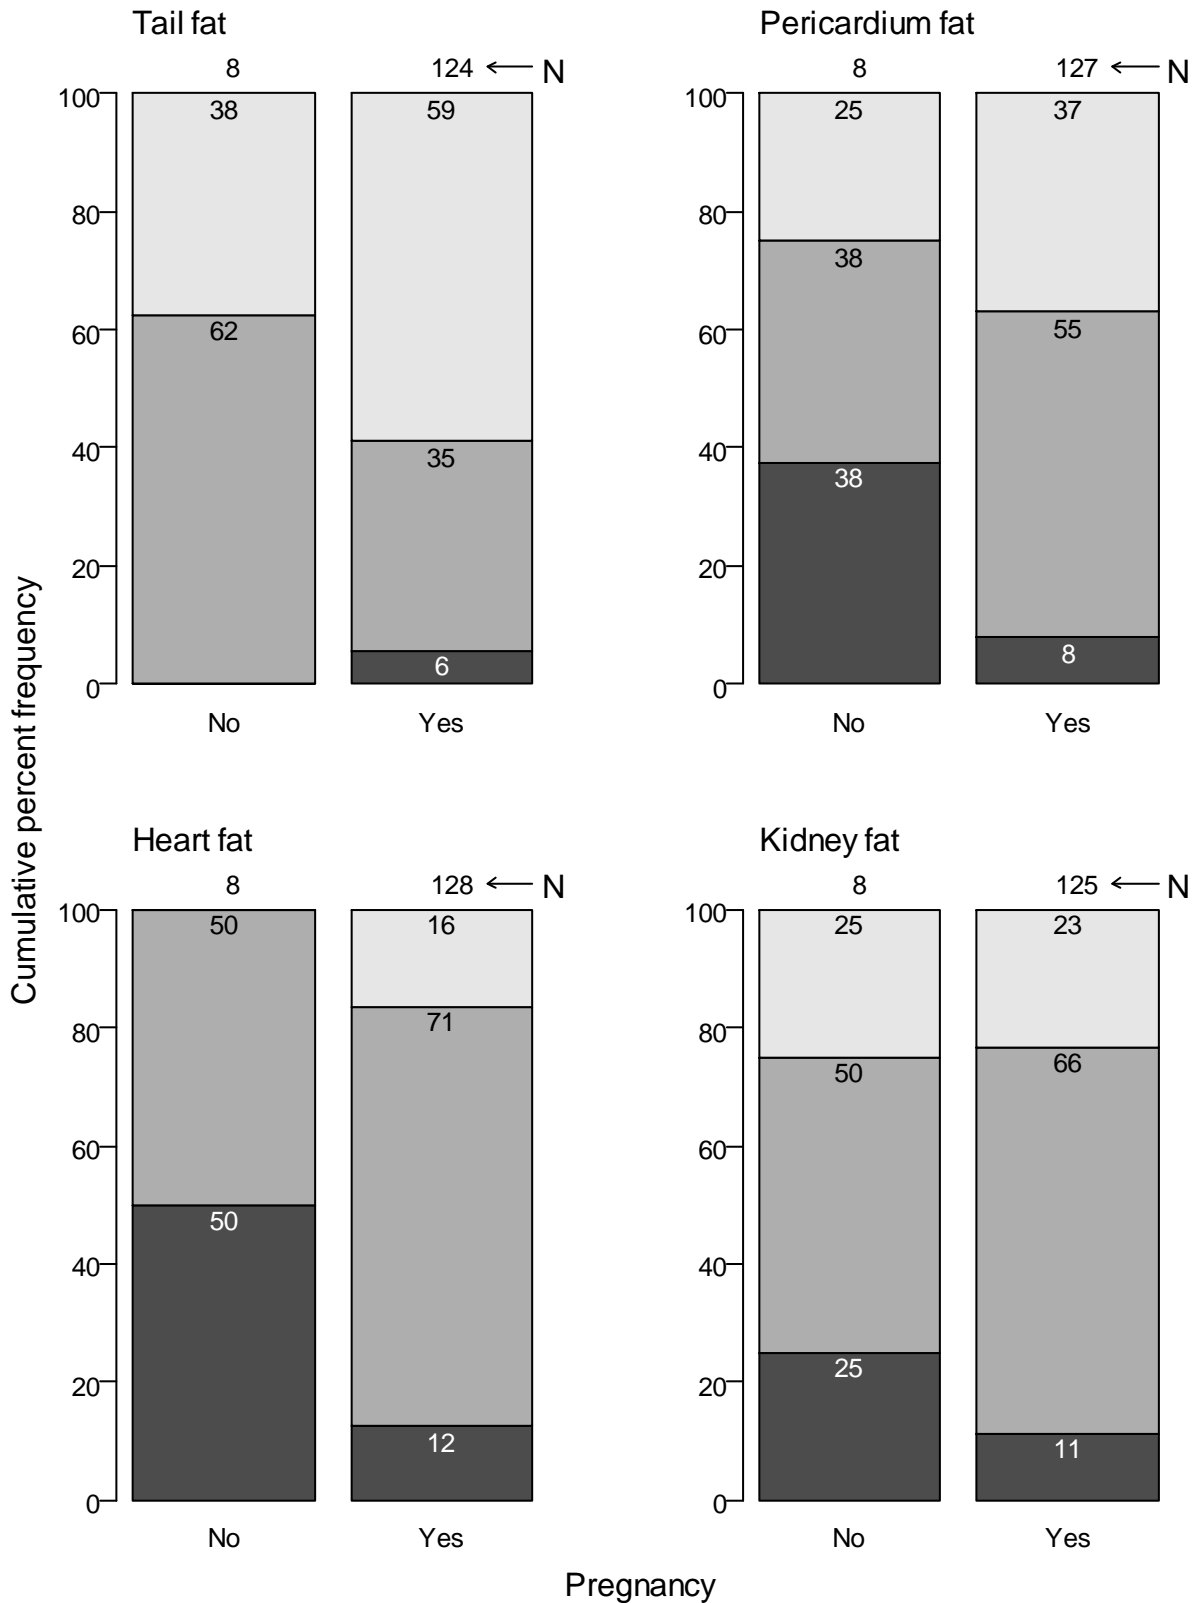 Tail fat
8 124 ← N
100
38 59
80
60
62
40
35
20
6
0
No Yes
Pericardium fat
8 127 ← N
100
25 37
80
38
60
55
40
38
20
8
0
No Yes
Cumulative percent frequency
Heart fat
8 128 ← N
100
50 16
80
71
60
50
40
20
12
0
No Yes
Kidney fat
8 125 ← N
100
25 23
80
50 66
60
40
20
25
11
0
No Yes
Pregnancy